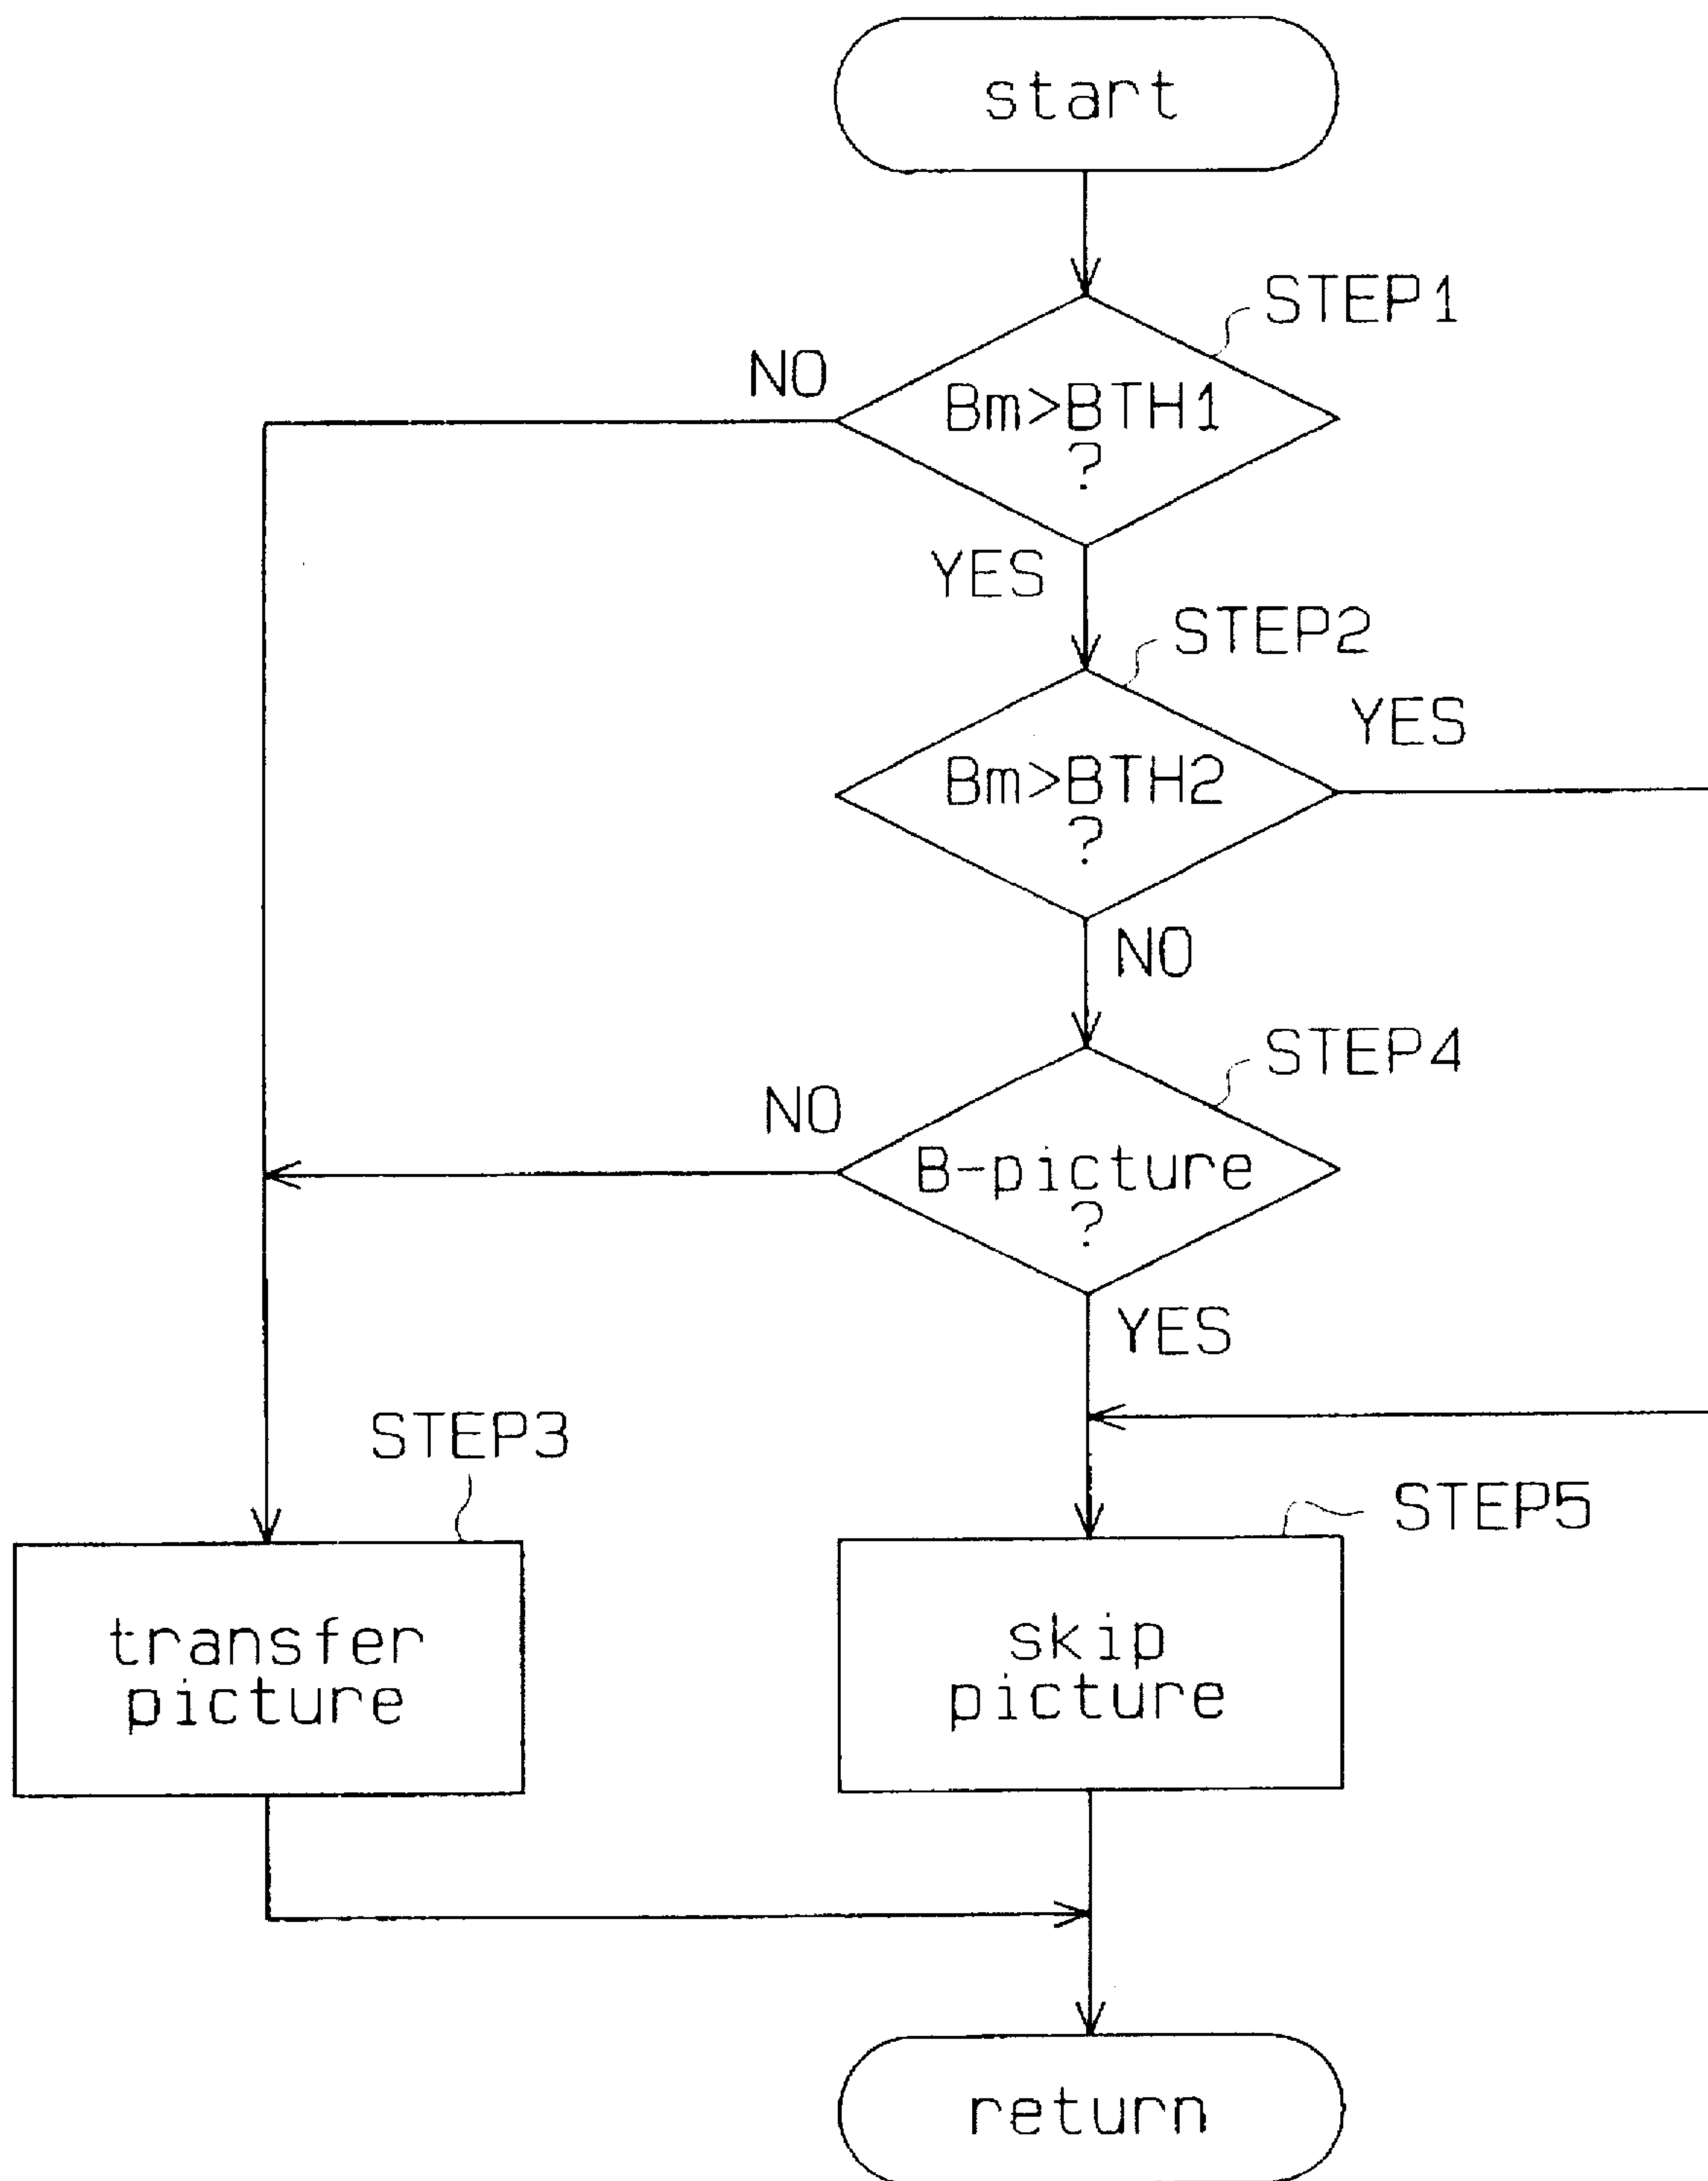 start
STEP1
NO
Bm>BTH1
?
YES
STEP2
YES
Bm>BTH2
?
NO
STEP4
NO
B-picture
?
YES
STEP3
STEP5
transfer
picture
skip
picture
return